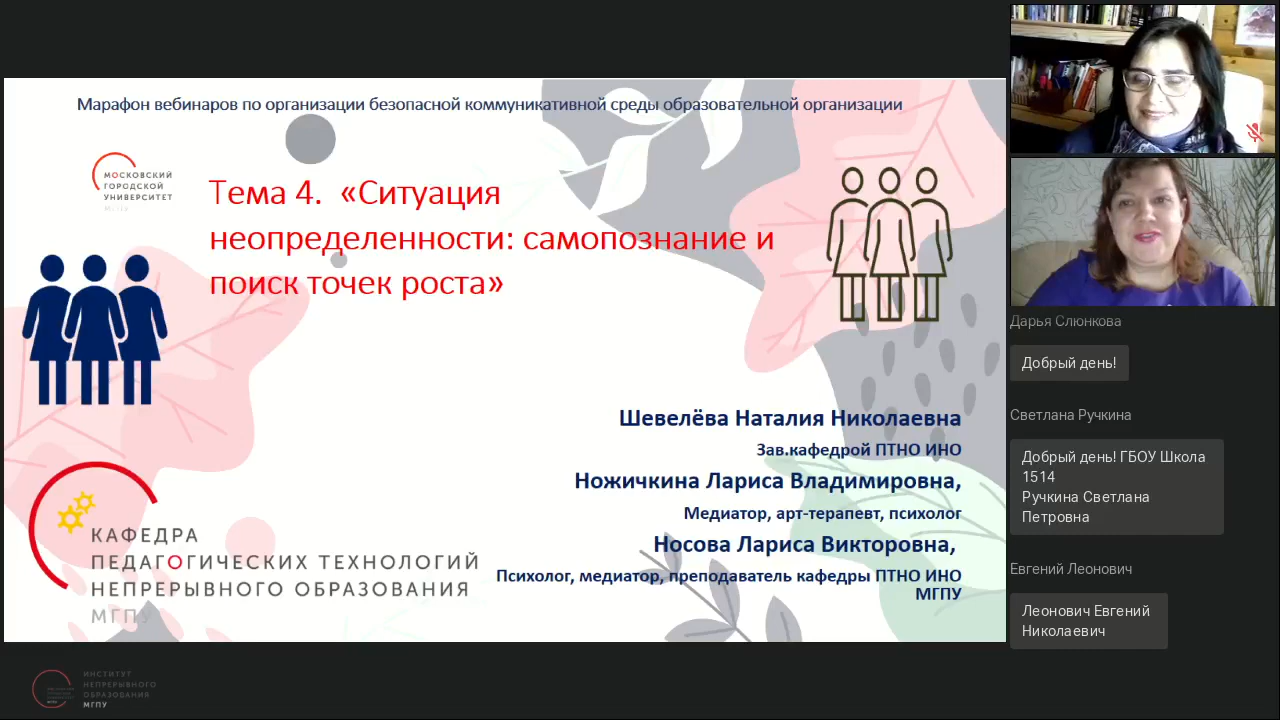 Марафон вебинаров по организации безопасной коммуникативной среды образовательной организации
МОСКОВСКИЙ
ГОРОДСКОЙ
УНИВЕРСИТЕТ
МГПУ
Тема 4. «Ситуация
неопределенности: самопознание и
поиск точек роста»
Шевелёва Наталия Николаевна
Зав.кафедрой ПТНО ИНО
Ножичкина Лариса Владимировна,
Медиатор, арт-терапевт, психолог
Носова Лариса Викторовна,
Психолог, медиатор, преподаватель кафедры ПТНО ИНО
МГПУ
КАФЕДРА
ПЕДАГОГИЧЕСКИХ ТЕХНОЛОГИЙ
НЕПРЕРЫВНОГО ОБРАЗОВАНИЯ
МГПУ
ИНСТИТУТ
НЕПРЕРЫВНОГО
ОБРАЗОВАНИЯ
МГПУ
Дарья Слюнкова
Добрый день!
Светлана Ручкина
Добрый день! ГБОУ Школа
1514
Ручкина Светлана
Петровна
Евгений Леонович
Леонович Евгений
Николаевич